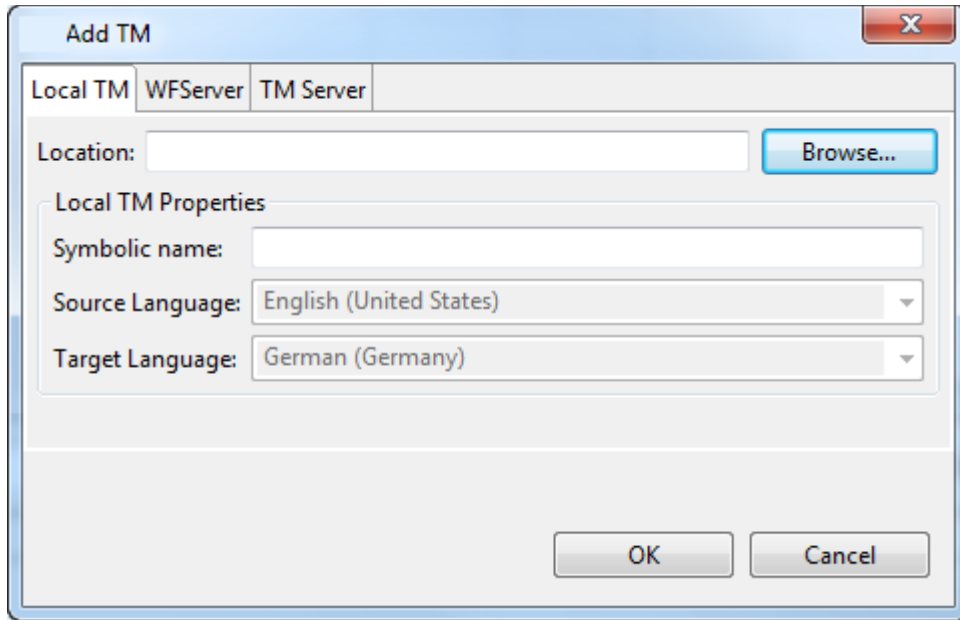 Add TM
Local TM WFServer TM Server
Location: Browse...
Local TM Properties
Symbolic name:
Source Language: English (United States)
Target Language: German (Germany)
OK Cancel